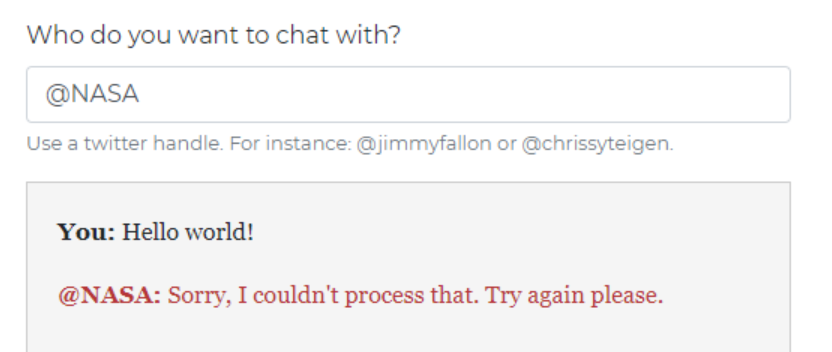 Who do you want to chat with?
@NASA
Use a twitter handle. For instance: @jimmyfallon or @chrissyteigen.
You: Hello world!
@NASA: Sorry, I couldn't process that. Try again please.